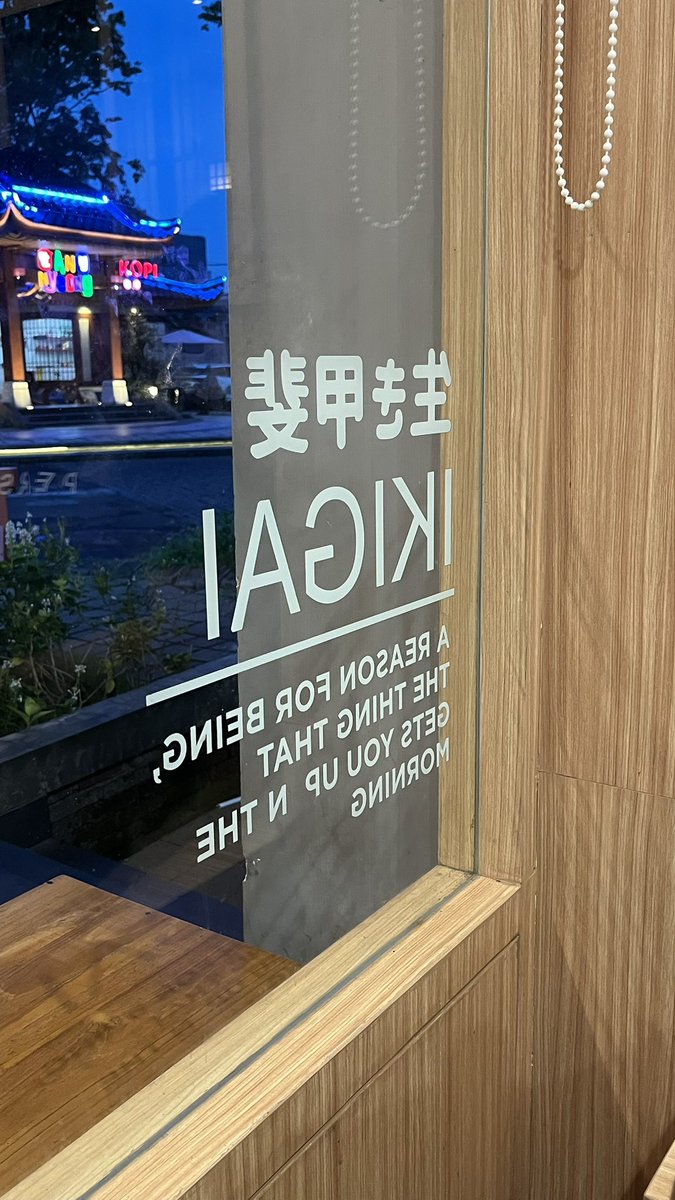 KOPI
生き甲斐
IKIGAI
A REASON FOR BEING,
THE THING THAT
GETS YOU UP N THE
MORNING